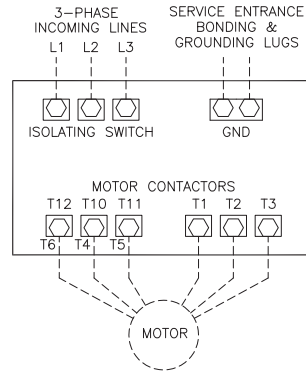 3-PHASE
INCOMING LINES
L1 L2 L3
SERVICE ENTRANCE
BONDING &
GROUNDING LUGS
ISOLATING SWITCH
GND
MOTOR CONTACTORS
T12 T10 T11 T1 T2 T3
T6 T4 T5
MOTOR